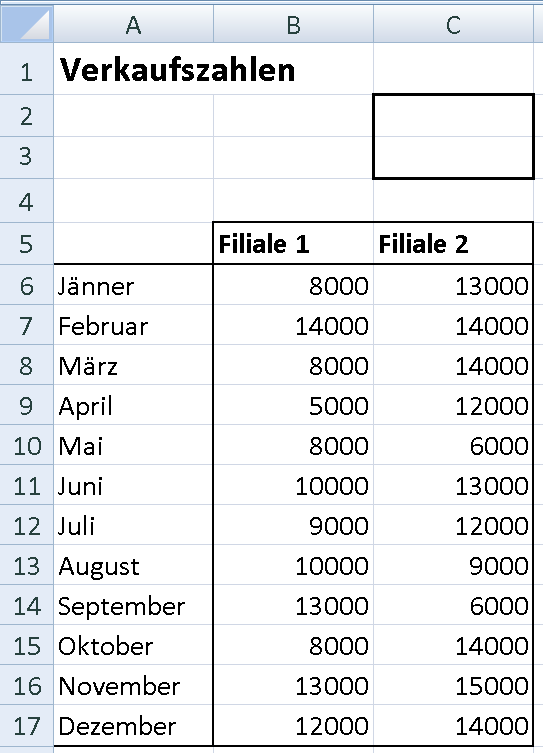 A B C
1 Verkaufszahlen
2
3
4
5 Filiale 1 Filiale 2
6 Jänner 8000 13000
7 Februar 14000 14000
8 März 8000 14000
9 April 5000 12000
10 Mai 8000 6000
11 Juni 10000 13000
12 Juli 9000 12000
13 August 10000 9000
14 September 13000 6000
15 Oktober 8000 14000
16 November 13000 15000
17 Dezember 12000 14000